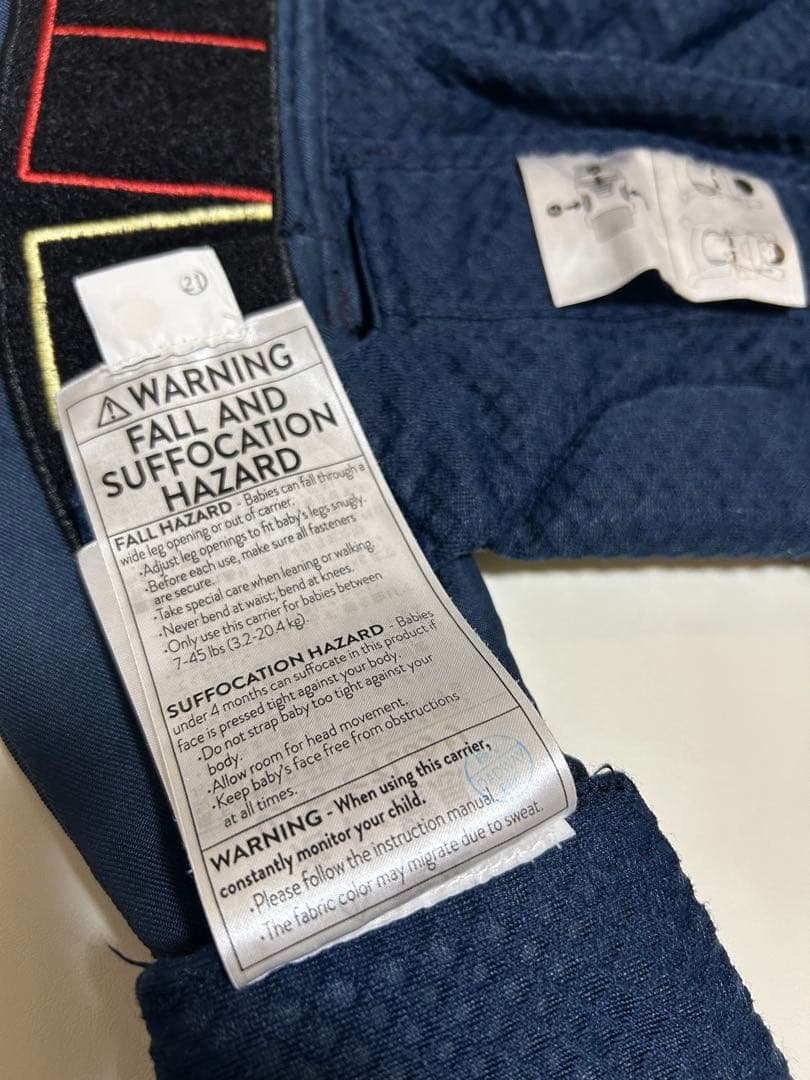 21
⚠WARNING
FALL AND
SUFFOCATION
HAZARD
FALL HAZARD - Babies can fall through a
wide leg opening or out of carrier.
•Adjust leg openings to fit baby's legs snugly.
•Before each use, make sure all fasteners
are secure.
•Take special care when leaning or walking.
•Never bend at waist; bend at knees.
•Only use this carrier for babies between
7-45 lbs (3.2-20.4 kg).
SUFFOCATION HAZARD - Babies
under 4 months can suffocate in this product if
face is pressed tight against your body.
•Do not strap baby too tight against your
body.
•Allow room for head movement.
•Keep baby's face free from obstructions
at all times.
WARNING - When using this carrier,
constantly monitor your child.
•Please follow the instruction manual.
•The fabric color may migrate due to sweat.